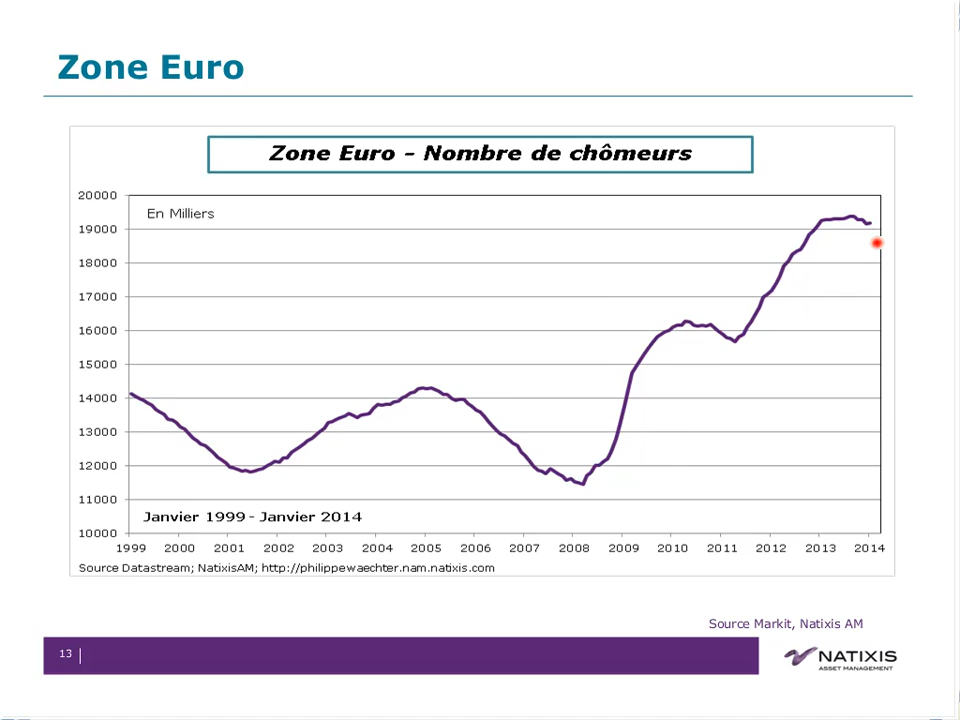 Zone Euro
Zone Euro - Nombre de chômeurs
En Milliers
20000
19000
18000
17000
16000
15000
14000
13000
12000
11000
10000
Janvier 1999 - Janvier 2014
1999 2000 2001 2002 2003 2004 2005 2006 2007 2008 2009 2010 2011 2012 2013 2014
Source Datastream; NatixisAM; http://philippewaechter.nam.natixis.com
Source Markit, Natixis AM
13
NATIXIS
ASSET MANAGEMENT